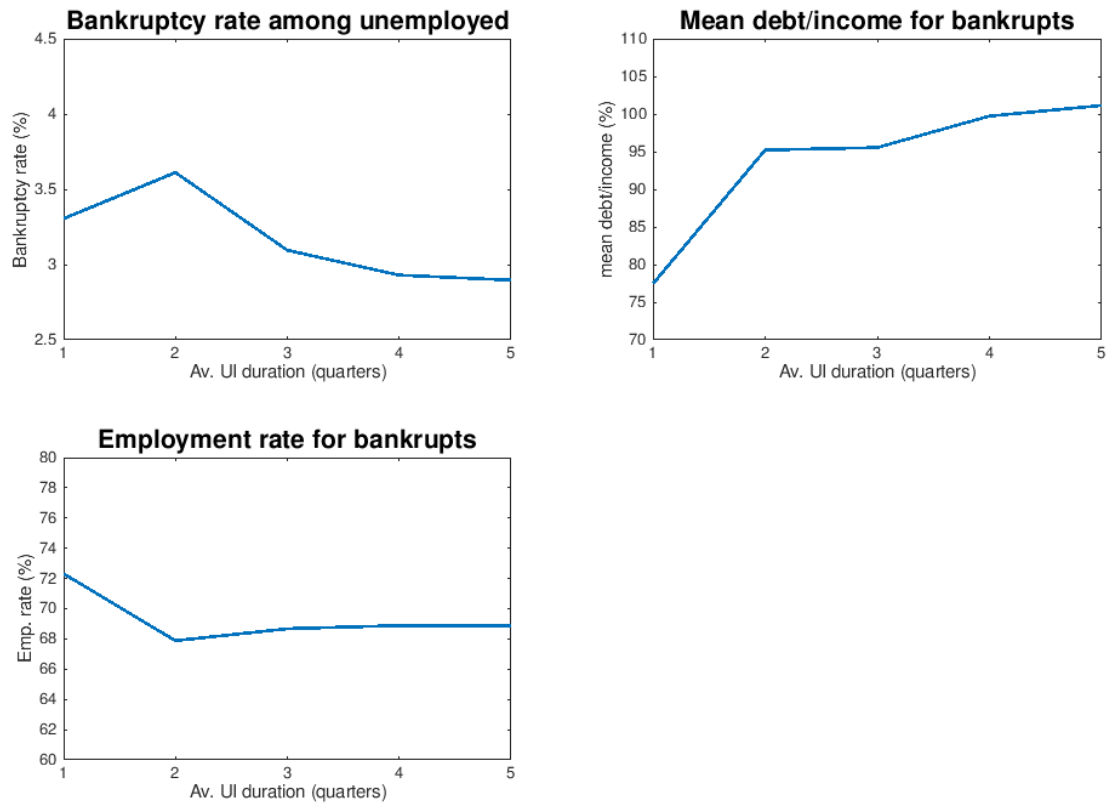 Bankruptcy rate among unemployed
4.5
4
3.5
3
2.5
Bankruptcy rate (%)
1 2 3 4 5
Av. UI duration (quarters)
Mean debt/income for bankrupts
110
105
100
95
90
85
80
75
70
mean debt/income (%)
1 2 3 4 5
Av. UI duration (quarters)
Employment rate for bankrupts
80
78
76
74
72
70
68
66
64
62
60
Emp. rate (%)
1 2 3 4 5
Av. UI duration (quarters)